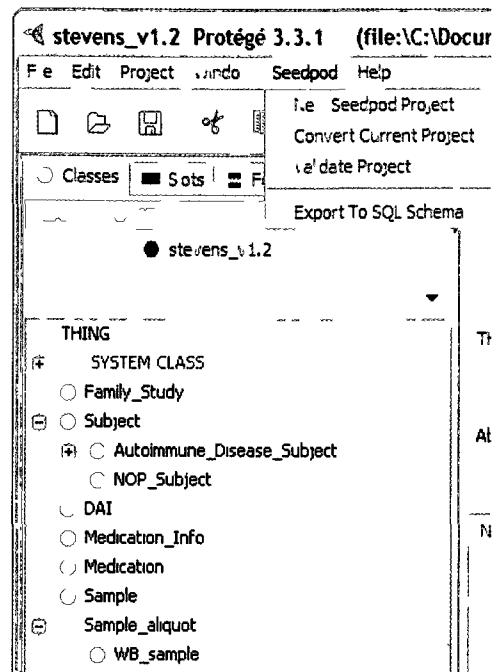 stevens_v1.2 Protégé 3.3.1 (file:\C:\Docur
Edit Project Seedpod Help
Seedpod Project
Convert Current Project
Project
Export To SQL Schema
Classes
stevens_v1.2
THING
SYSTEM CLASS
Family_Study
Subject
Autoimmune_Disease_Subject
NOP_Subject
DAI
Medication_Info
Medication
Sample
Sample_aliquot
WB_sample